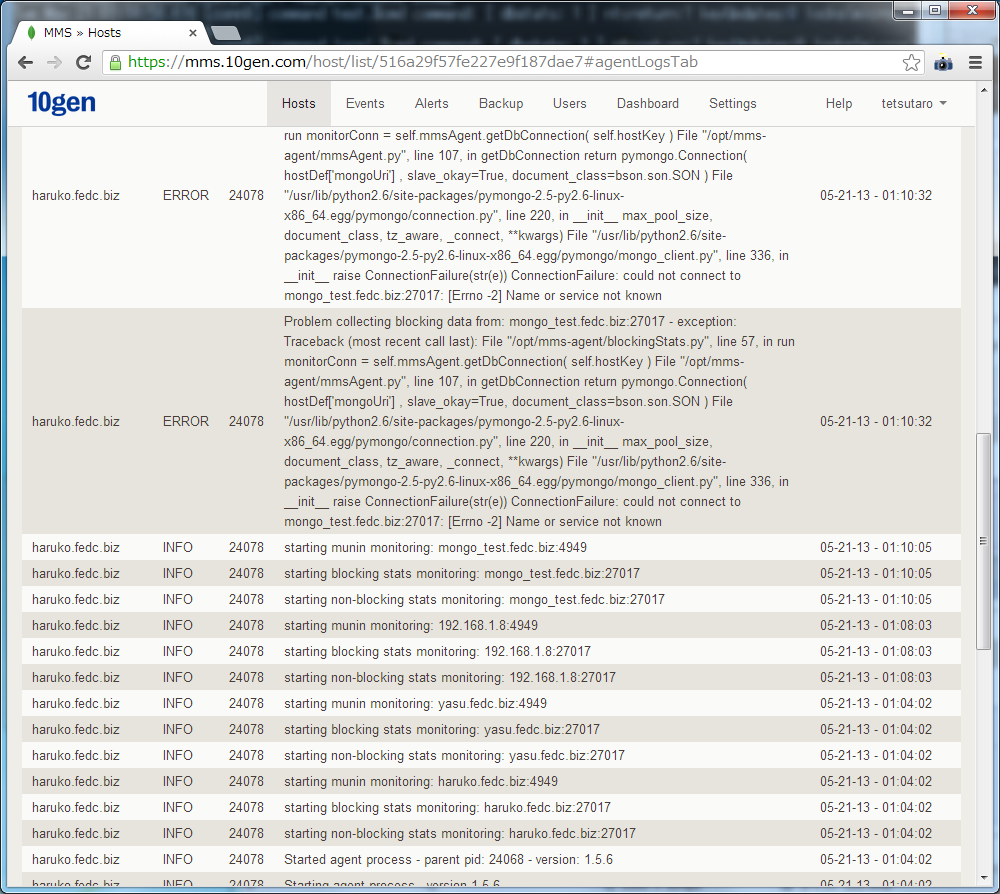 MMS » Hosts
https://mms.10gen.com/host/list/516a29f57fe227e9f187dae7#agentLogsTab
10gen Hosts Events Alerts Backup Users Dashboard Settings Help tetsutaro
run monitorConn = self.mmsAgent.getDbConnection( self.hostKey ) File "/opt/mms-
agent/mmsAgent.py", line 107, in getDbConnection return pymongo.Connection(
hostDef['mongoUri'] , slave_okay=True, document_class=bson.son.SON ) File
haruko.fedc.biz ERROR 24078 "/usr/lib/python2.6/site-packages/pymongo-2.5-py2.6-linux- 05-21-13 - 01:10:32
x86_64.egg/pymongo/connection.py", line 220, in __init__ max_pool_size,
document_class, tz_aware, _connect, **kwargs) File "/usr/lib/python2.6/site-
packages/pymongo-2.5-py2.6-linux-x86_64.egg/pymongo/mongo_client.py", line 336, in
__init__ raise ConnectionFailure(str(e)) ConnectionFailure: could not connect to
mongo_test.fedc.biz:27017: [Errno -2] Name or service not known
Problem collecting blocking data from: mongo_test.fedc.biz:27017 - exception:
Traceback (most recent call last): File "/opt/mms-agent/blockingStats.py", line 57, in run
monitorConn = self.mmsAgent.getDbConnection( self.hostKey ) File "/opt/mms-
agent/mmsAgent.py", line 107, in getDbConnection return pymongo.Connection(
hostDef['mongoUri'] , slave_okay=True, document_class=bson.son.SON ) File
haruko.fedc.biz ERROR 24078 "/usr/lib/python2.6/site-packages/pymongo-2.5-py2.6-linux- 05-21-13 - 01:10:32
x86_64.egg/pymongo/connection.py", line 220, in __init__ max_pool_size,
document_class, tz_aware, _connect, **kwargs) File "/usr/lib/python2.6/site-
packages/pymongo-2.5-py2.6-linux-x86_64.egg/pymongo/mongo_client.py", line 336, in
__init__ raise ConnectionFailure(str(e)) ConnectionFailure: could not connect to
mongo_test.fedc.biz:27017: [Errno -2] Name or service not known
haruko.fedc.biz INFO 24078 starting munin monitoring: mongo_test.fedc.biz:4949 05-21-13 - 01:10:05
haruko.fedc.biz INFO 24078 starting blocking stats monitoring: mongo_test.fedc.biz:27017 05-21-13 - 01:10:05
haruko.fedc.biz INFO 24078 starting non-blocking stats monitoring: mongo_test.fedc.biz:27017 05-21-13 - 01:10:05
haruko.fedc.biz INFO 24078 starting munin monitoring: 192.168.1.8:4949 05-21-13 - 01:08:03
haruko.fedc.biz INFO 24078 starting blocking stats monitoring: 192.168.1.8:27017 05-21-13 - 01:08:03
haruko.fedc.biz INFO 24078 starting non-blocking stats monitoring: 192.168.1.8:27017 05-21-13 - 01:08:03
haruko.fedc.biz INFO 24078 starting munin monitoring: yasu.fedc.biz:4949 05-21-13 - 01:04:02
haruko.fedc.biz INFO 24078 starting blocking stats monitoring: yasu.fedc.biz:27017 05-21-13 - 01:04:02
haruko.fedc.biz INFO 24078 starting non-blocking stats monitoring: yasu.fedc.biz:27017 05-21-13 - 01:04:02
haruko.fedc.biz INFO 24078 starting munin monitoring: haruko.fedc.biz:4949 05-21-13 - 01:04:02
haruko.fedc.biz INFO 24078 starting blocking stats monitoring: haruko.fedc.biz:27017 05-21-13 - 01:04:02
haruko.fedc.biz INFO 24078 starting non-blocking stats monitoring: haruko.fedc.biz:27017 05-21-13 - 01:04:02
haruko.fedc.biz INFO 24078 Started agent process - parent pid: 24068 - version: 1.5.6 05-21-13 - 01:04:02
haruko.fedc.biz INFO 24078 Starting agent process - version 1.5.6 05-21-13 - 01:04:02